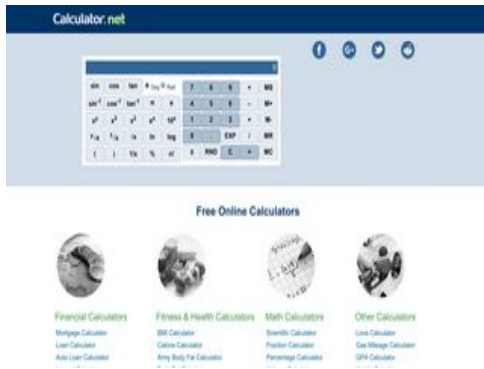 Calculator.net
0
sin cos tan Deg Rad 7 8 9 + MS
sin⁻¹ cos⁻¹ tan⁻¹ π e 4 5 6 - M+
xʸ x³ x² eˣ 10ˣ 1 2 3 × M-
ʸ√x ³√x √x ln log 0 . EXP / MR
( ) 1/x % n! ± RND C = MC
Free Online Calculators
Financial Calculators Fitness & Health Calculators Math Calculators Other Calculators
Mortgage Calculator BMI Calculator Scientific Calculator Love Calculator
Loan Calculator Calorie Calculator Fraction Calculator Gas Mileage Calculator
Auto Loan Calculator Army Body Fat Calculator Percentage Calculator GPA Calculator